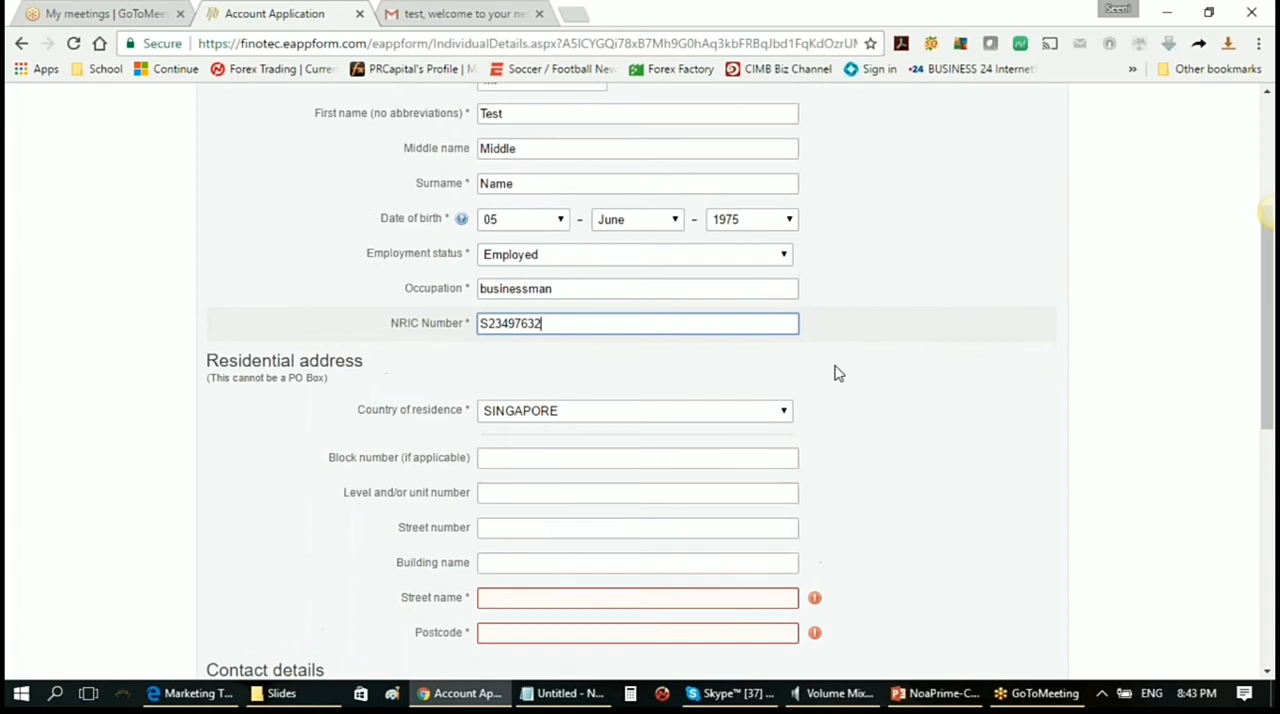 Seeni
My meetings | GoToMee
Account Application
test, welcome to your ne
Secure https://finotec.eappform.com/eappform/IndividualDetails.aspx?A5lCYGQi78xB7Mh9G0hAq3kbFRBqJbd1FqKdOzrUM
Apps School Continue Forex Trading | Curren PRCapital's Profile | M Soccer / Football New Forex Factory CIMB Biz Channel Sign in BUSINESS 24 Internet » Other bookmarks
First name (no abbreviations) * Test
Middle name Middle
Surname * Name
Date of birth * 05 - June - 1975
Employment status * Employed
Occupation * businessman
NRIC Number * S23497632
Residential address
(This cannot be a PO Box)
Country of residence * SINGAPORE
Block number (if applicable)
Level and/or unit number
Street number
Building name
Street name *
Postcode *
Contact details
Marketing T... Slides Account Ap... Untitled - N... Skype™ [37] ... Volume Mix... NoaPrime-C... GoToMeeting ENG 8:43 PM